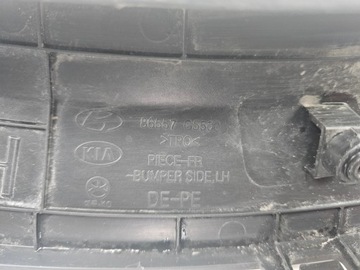 >TPO<
KIA
PIECE-FR
-BUMPER SIDE,LH
DE-PE